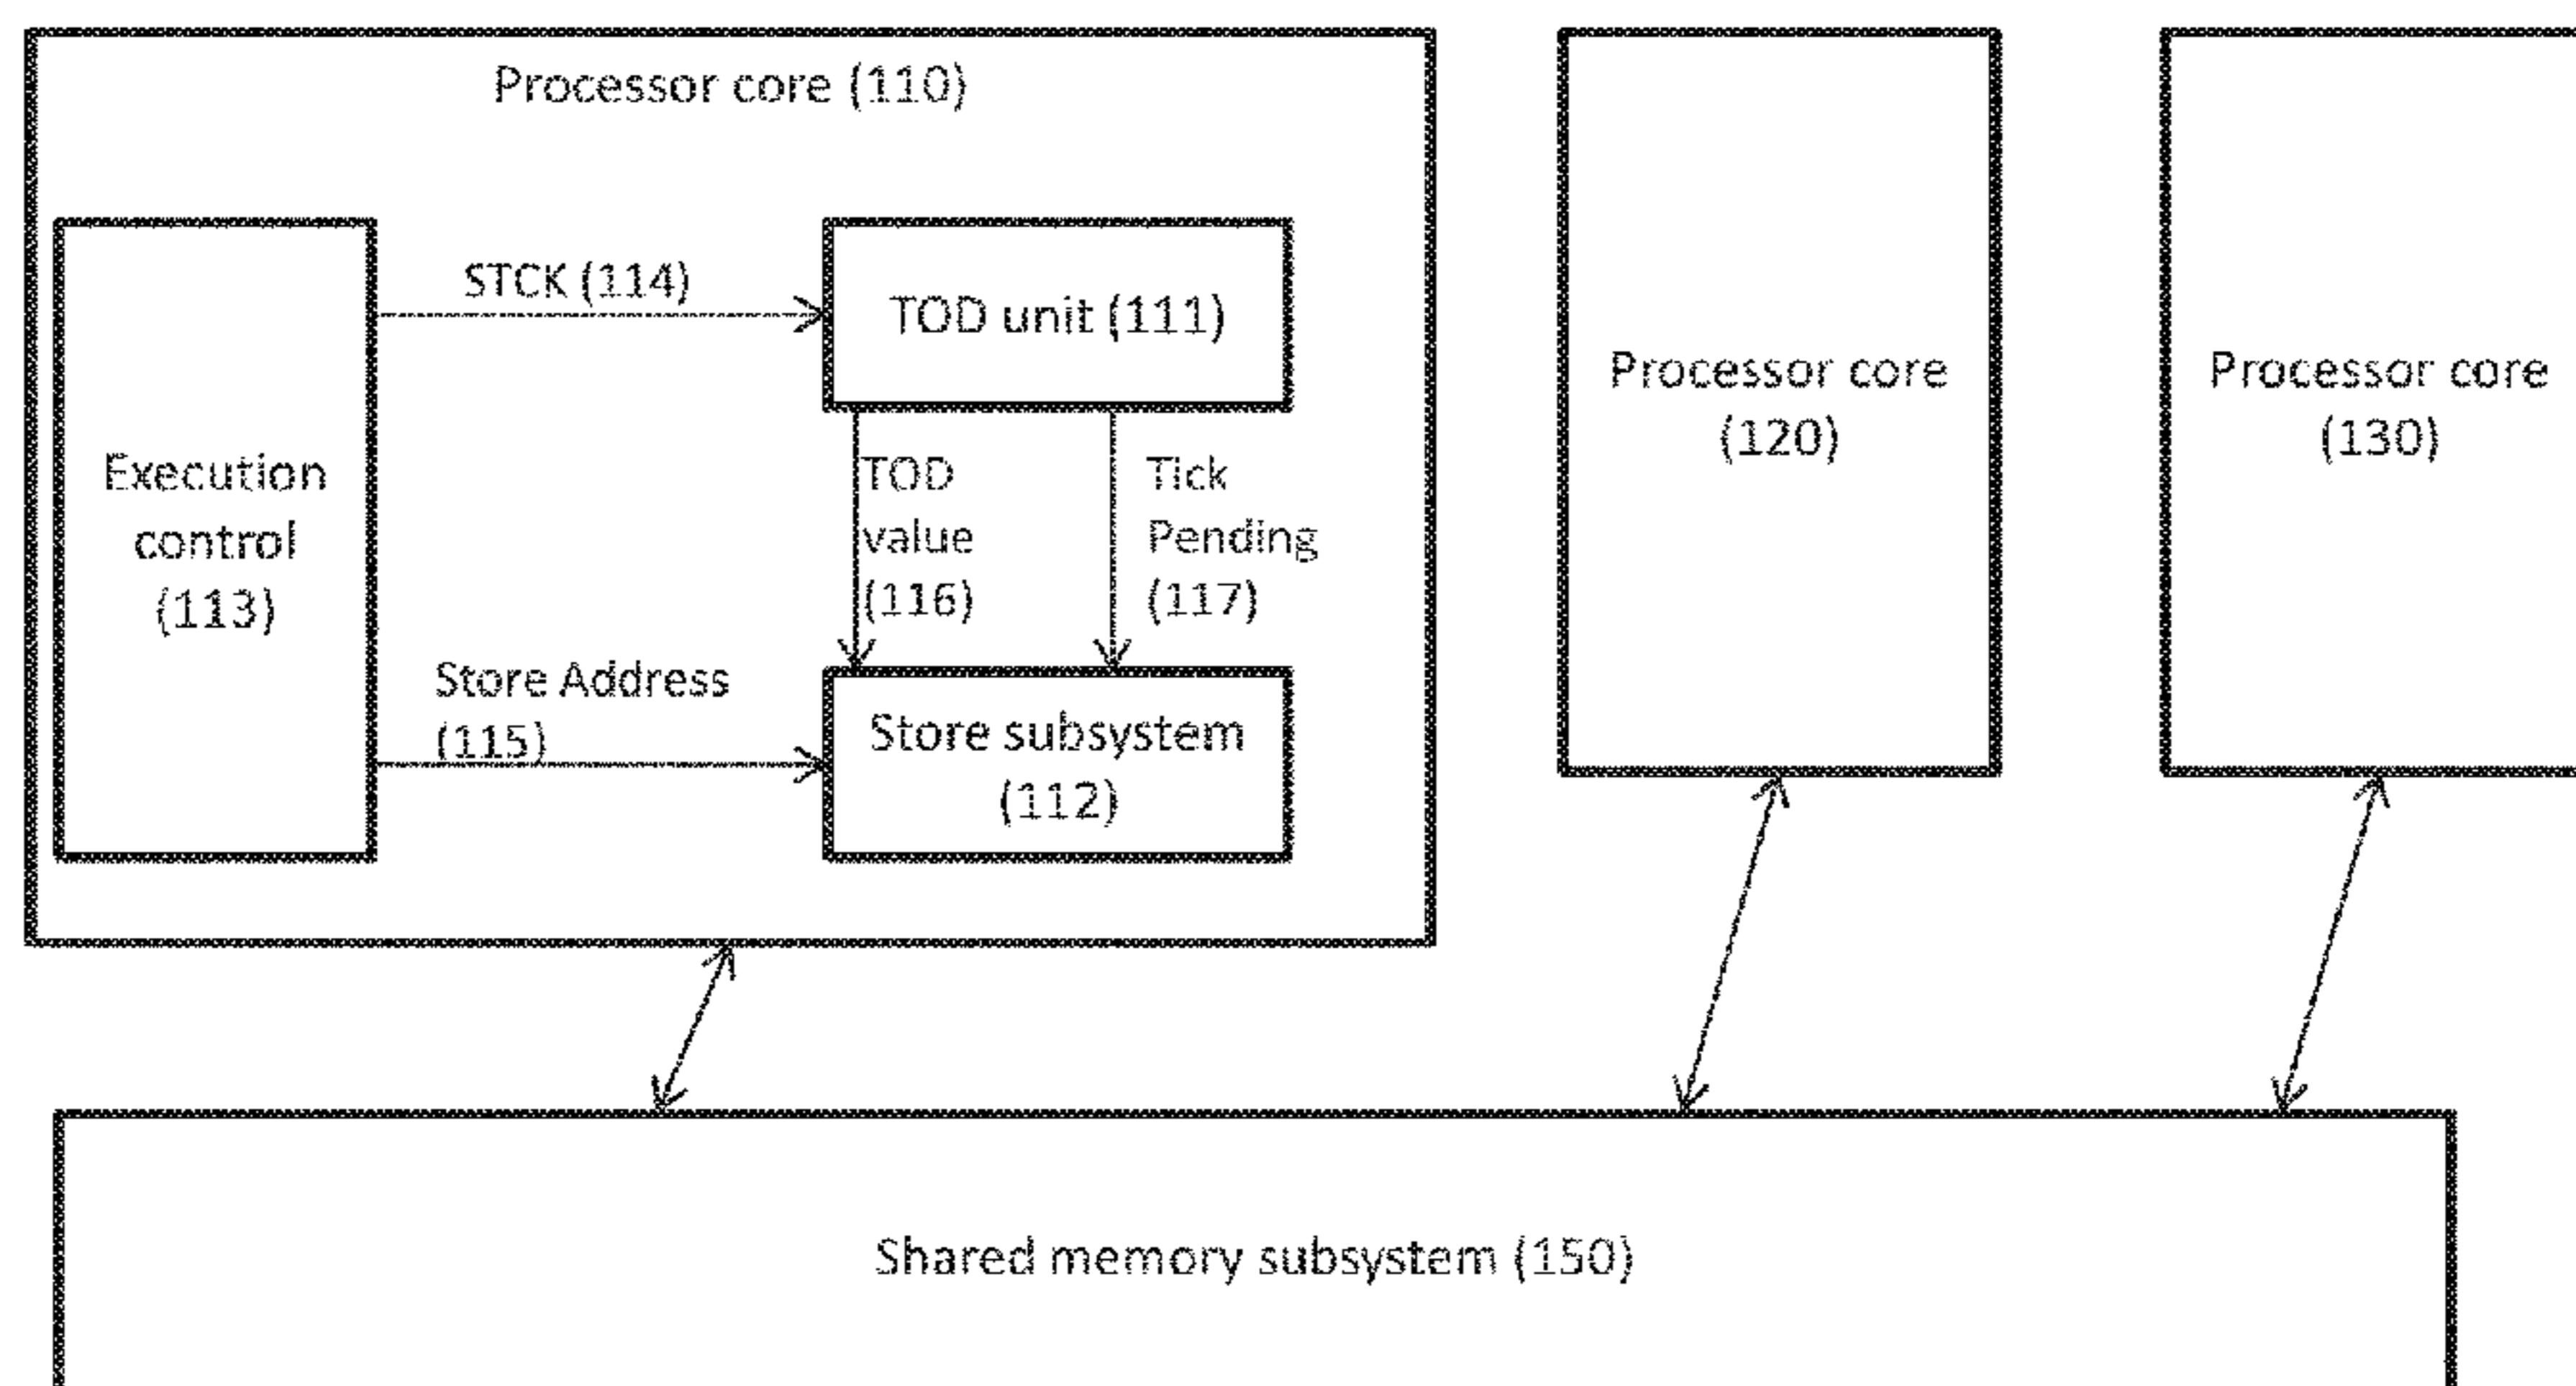 Processor core (110)
STCK (114)
TOD unit (111)
Execution
control
(113)
TOD
value
(116)
Tick
Pending
(117)
Store Address
(115)
Store subsystem
(112)
Processor core
(120)
Processor core
(130)
Shared memory subsystem (150)